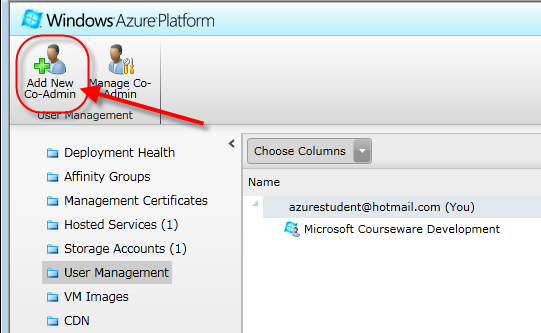 Windows Azure Platform
Add New
Co-Admin
Manage Co-
Admin
User Management
Deployment Health
Affinity Groups
Management Certificates
Hosted Services (1)
Storage Accounts (1)
User Management
VM Images
CDN
Choose Columns
Name
azurestudent@hotmail.com (You)
Microsoft Courseware Development